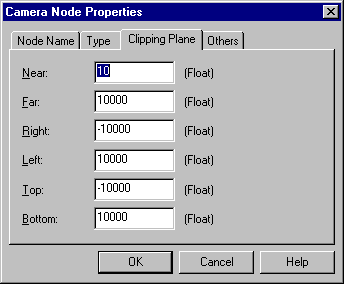 Camera Node Properties
Node Name Type Clipping Plane Others
Near: 10 (Float)
Far: 10000 (Float)
Right: -10000 (Float)
Left: 10000 (Float)
Top: -10000 (Float)
Bottom: 10000 (Float)
OK Cancel Help